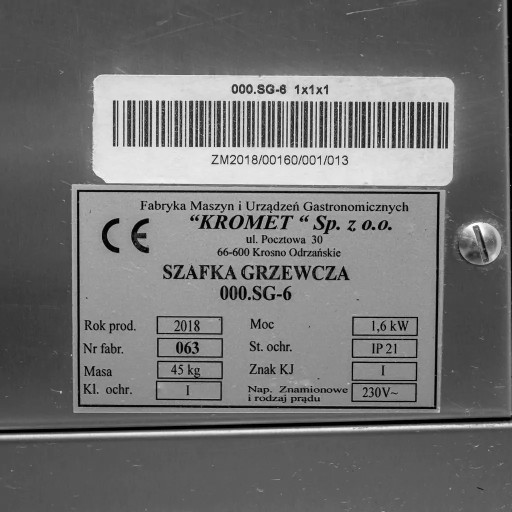 000.SG-6 1x1x1
ZM2018/00160/001/013
Fabryka Maszyn i Urządzeń Gastronomicznych
CE "KROMET " Sp. z o.o.
ul. Pocztowa 30
66-600 Krosno Odrzańskie
SZAFKA GRZEWCZA
000.SG-6
Rok prod. 2018 Moc 1,6 kW
Nr fabr. 063 St. ochr. IP 21
Masa 45 kg Znak KJ I
Kl. ochr. I Nap. Znamionowe i rodzaj prądu 230V~